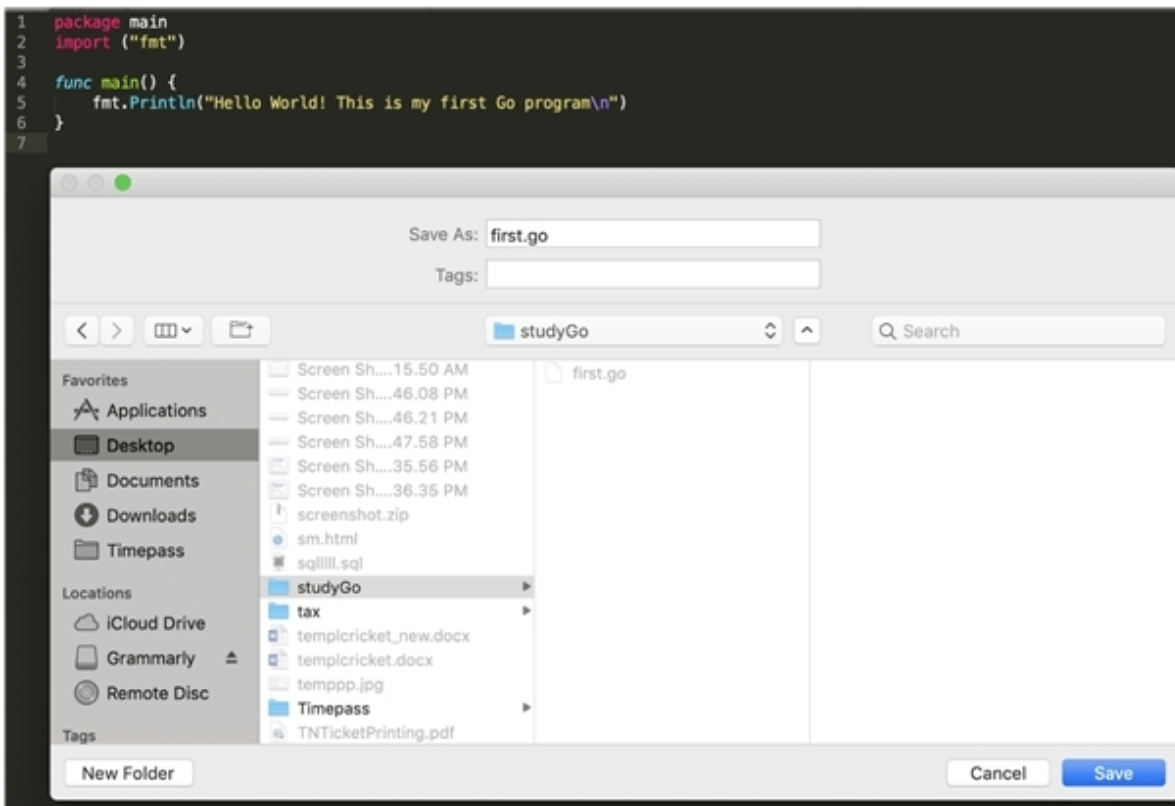 1 package main
2 import ("fmt")
3
4 func main() {
5 fmt.Println("Hello World! This is my first Go program\n")
6 }
7
Save As: first.go
Tags:
studyGo
Search
Favorites
Applications
Desktop
Documents
Downloads
Timepass
Locations
iCloud Drive
Grammarly
Remote Disc
Tags
Screen Sh....15.50 AM
Screen Sh....46.08 PM
Screen Sh....46.21 PM
Screen Sh....47.58 PM
Screen Sh....35.56 PM
Screen Sh....36.35 PM
screenshot.zip
sm.html
sqlllll.sql
studyGo
tax
templcricket_new.docx
templcricket.docx
temppp.jpg
Timepass
TNTicketPrinting.pdf
first.go
New Folder
Cancel
Save